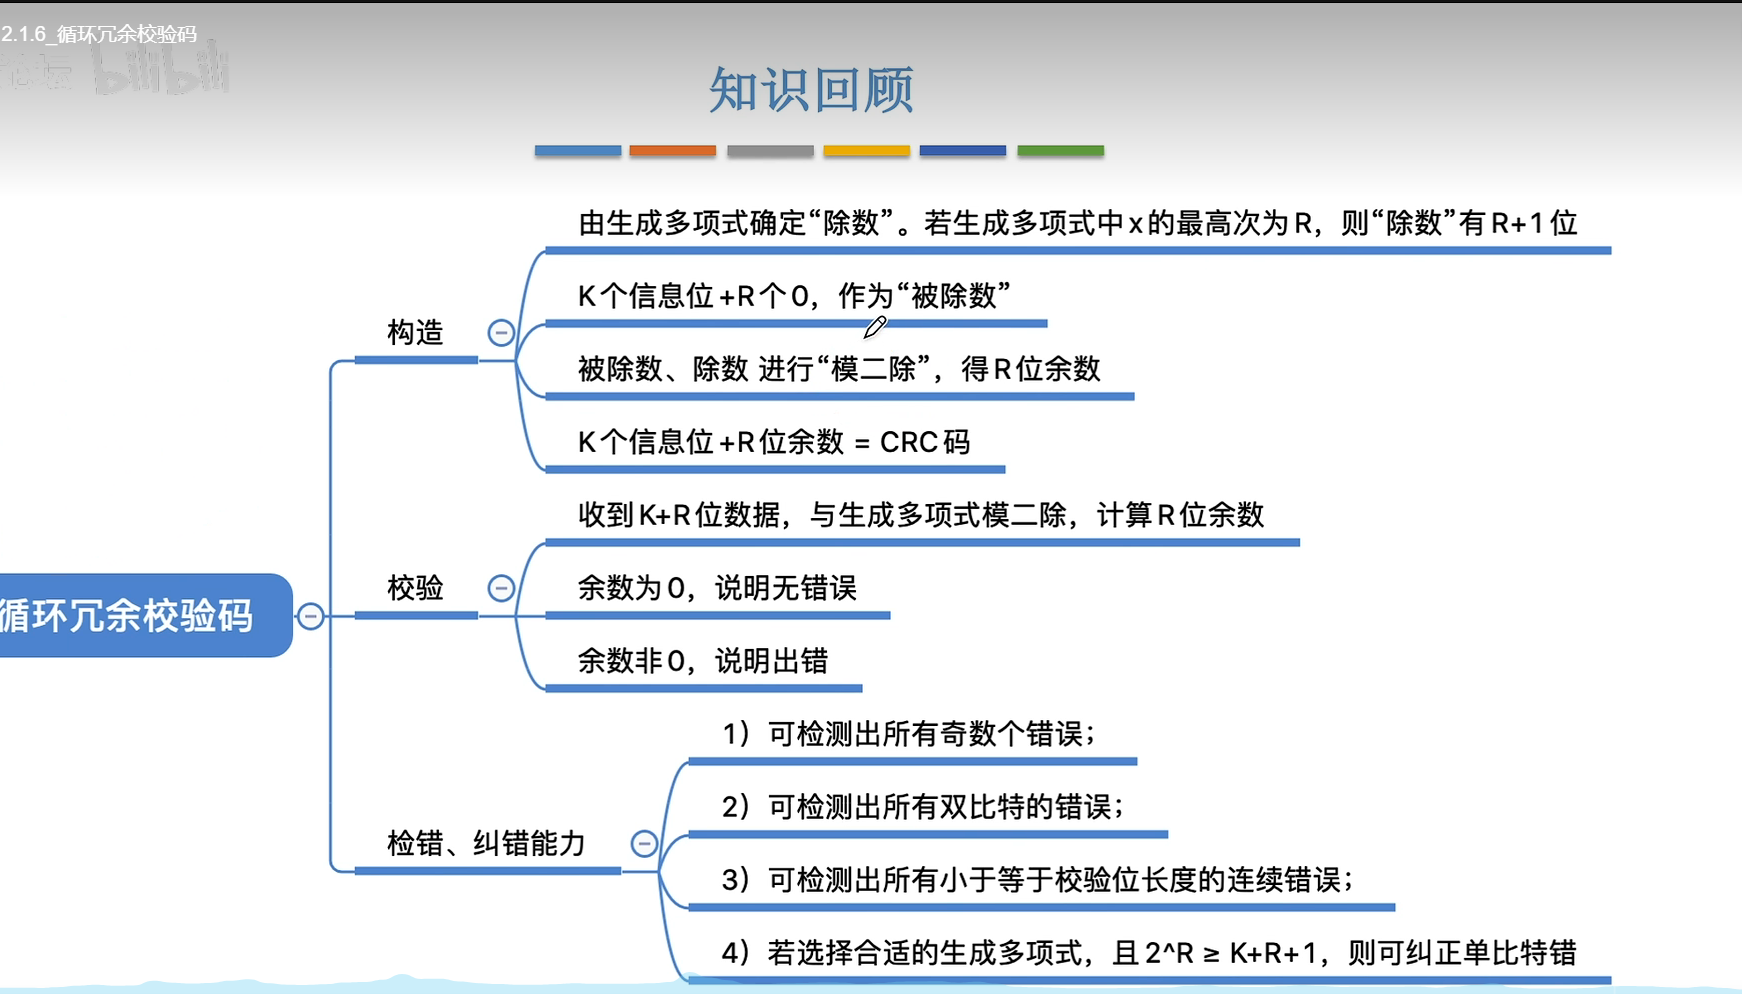 2.1.6_循环冗余校验码
bilibili
知识回顾
由生成多项式确定“除数”。若生成多项式中x的最高次为R，则“除数”有R+1位
K个信息位+R个0，作为“被除数”
构造
被除数、除数 进行“模二除”，得R位余数
K个信息位+R位余数 = CRC码
收到K+R位数据，与生成多项式模二除，计算R位余数
校验
余数为0，说明无错误
循环冗余校验码
余数非0，说明出错
1）可检测出所有奇数个错误；
2）可检测出所有双比特的错误；
检错、纠错能力
3）可检测出所有小于等于校验位长度的连续错误；
4）若选择合适的生成多项式，且2^R ≥ K+R+1，则可纠正单比特错